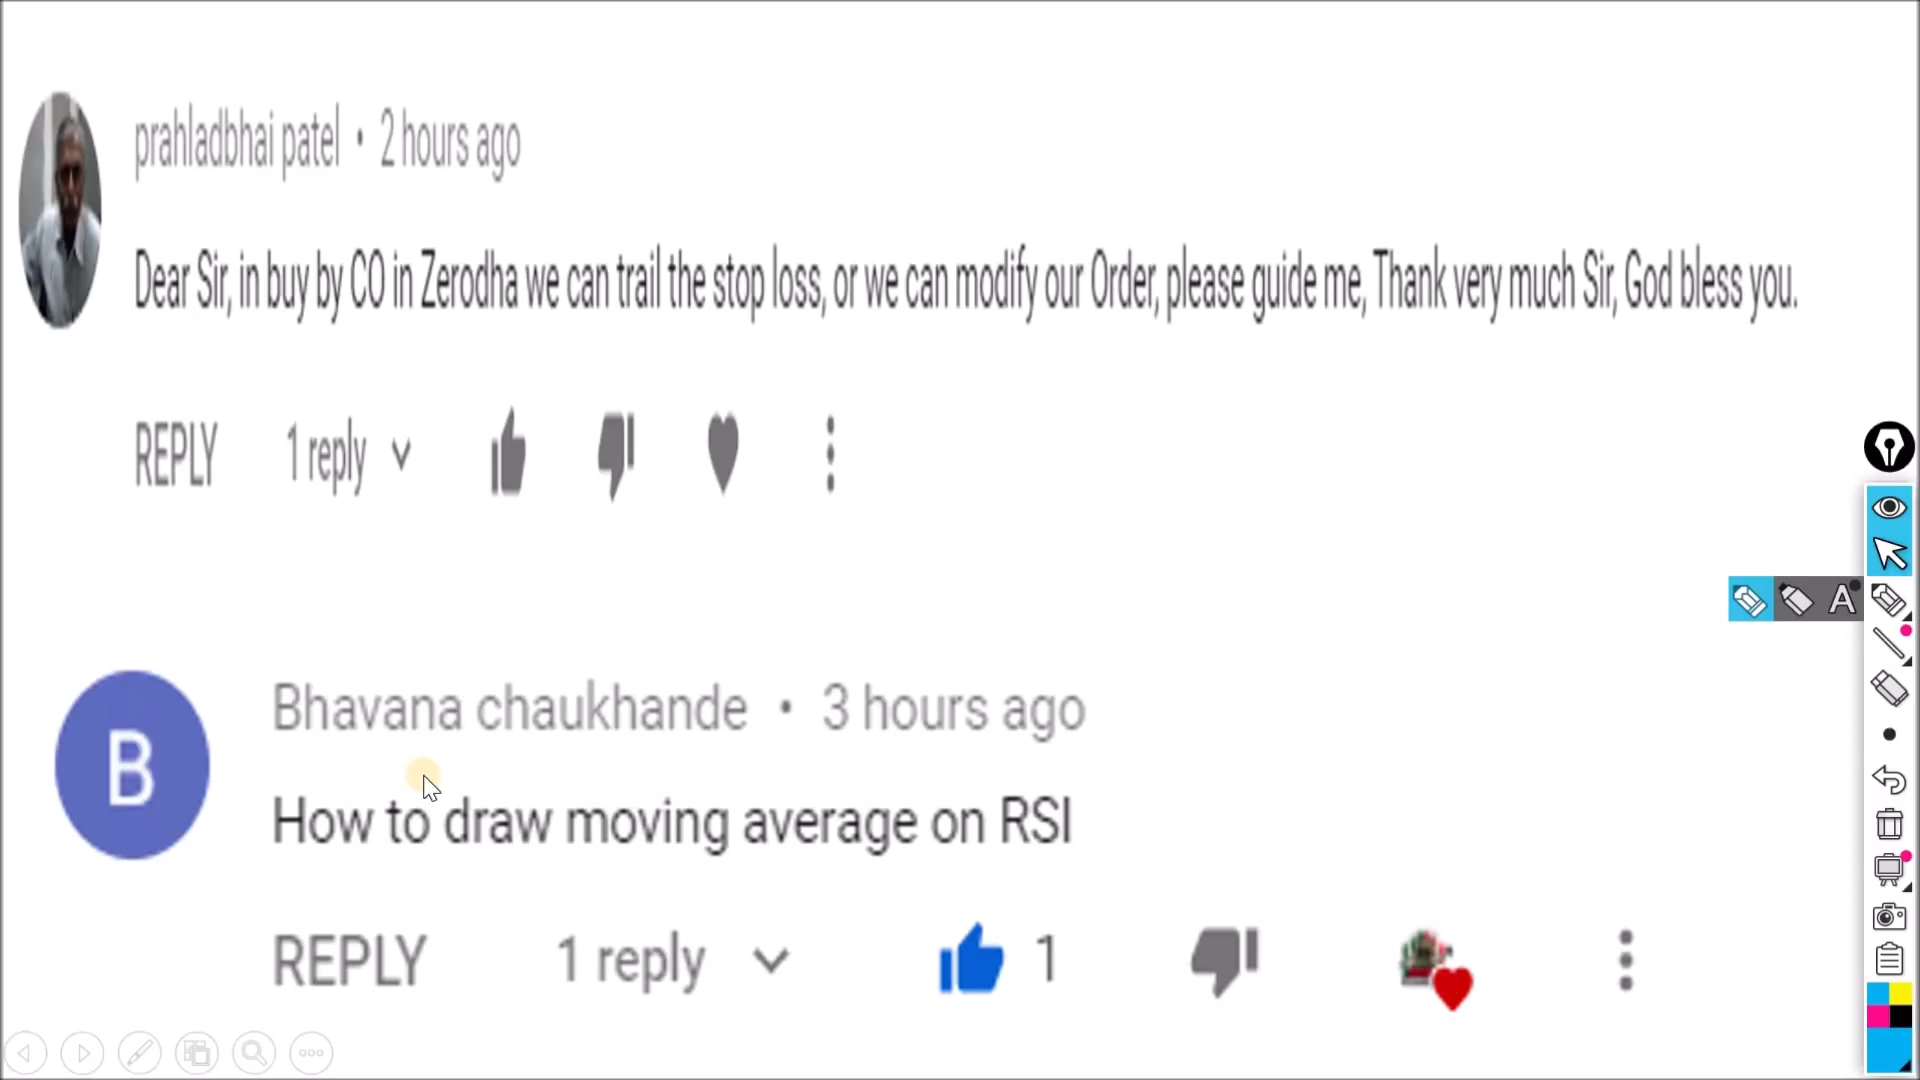 prahladbhai patel • 2 hours ago
Dear Sir, in buy by CO in Zerodha we can trail the stop loss, or we can modify our Order, please guide me, Thank very much Sir, God bless you.
REPLY 1 reply
B
Bhavana chaukhande • 3 hours ago
How to draw moving average on RSI
REPLY 1 reply 1
A